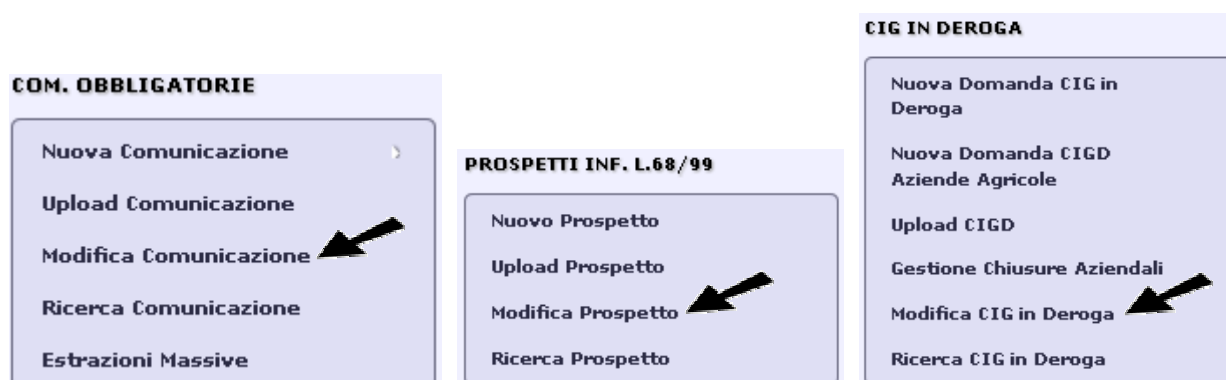 COM. OBBLIGATORIE
Nuova Comunicazione
Upload Comunicazione
Modifica Comunicazione
Ricerca Comunicazione
Estrazioni Massive
PROSPETTI INF. L.68/99
Nuovo Prospetto
Upload Prospetto
Modifica Prospetto
Ricerca Prospetto
CIG IN DEROGA
Nuova Domanda CIG in
Deroga
Nuova Domanda CIGD
Aziende Agricole
Upload CIGD
Gestione Chiusure Aziendali
Modifica CIG in Deroga
Ricerca CIG in Deroga